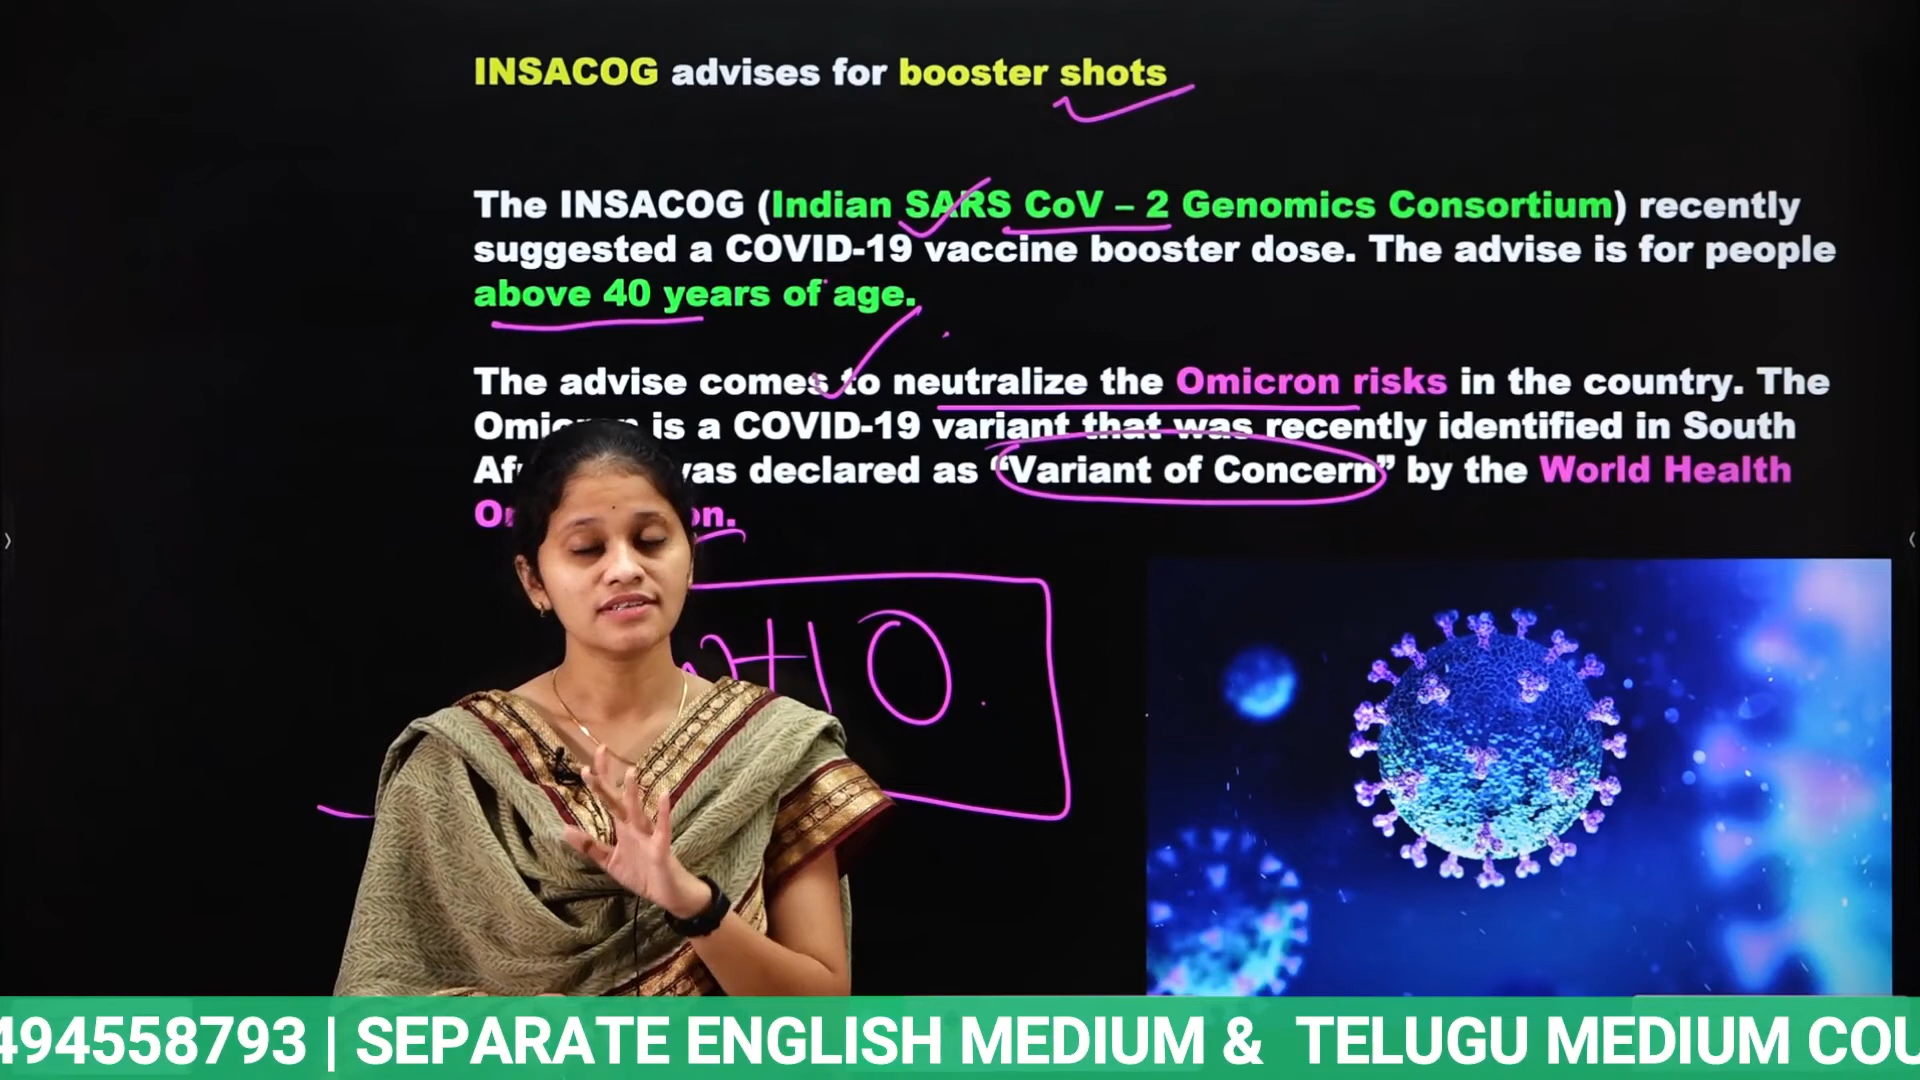 INSACOG advises for booster shots
The INSACOG (Indian SARS CoV – 2 Genomics Consortium) recently
suggested a COVID-19 vaccine booster dose. The advise is for people
above 40 years of age.
The advise comes to neutralize the Omicron risks in the country. The
is a COVID-19 variant that was recently identified in South
was declared as “Variant of Concern” by the World Health
WHO
494558793 | SEPARATE ENGLISH MEDIUM & TELUGU MEDIUM COU